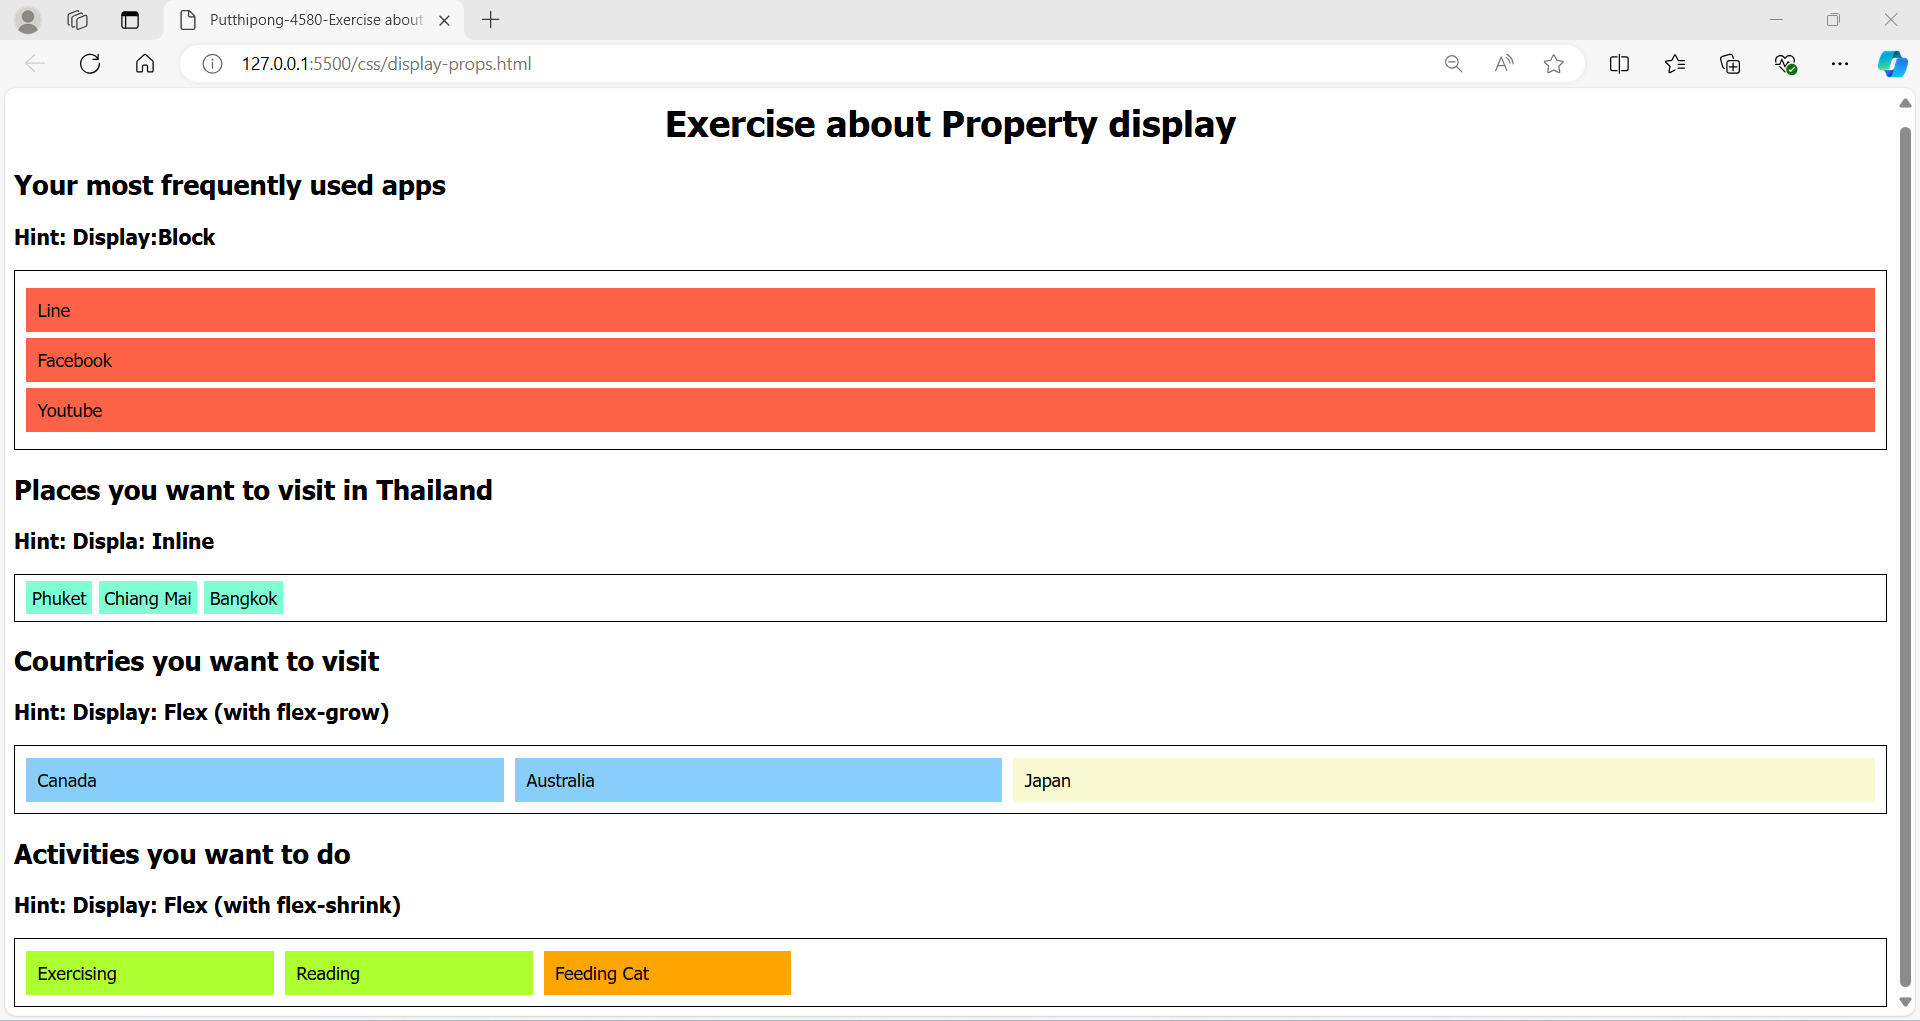 Putthipong-4580-Exercise about
127.0.0.1:5500/css/display-props.html
Exercise about Property display
Your most frequently used apps
Hint: Display:Block
Line
Facebook
Youtube
Places you want to visit in Thailand
Hint: Displa: Inline
Phuket Chiang Mai Bangkok
Countries you want to visit
Hint: Display: Flex (with flex-grow)
Canada Australia Japan
Activities you want to do
Hint: Display: Flex (with flex-shrink)
Exercising Reading Feeding Cat